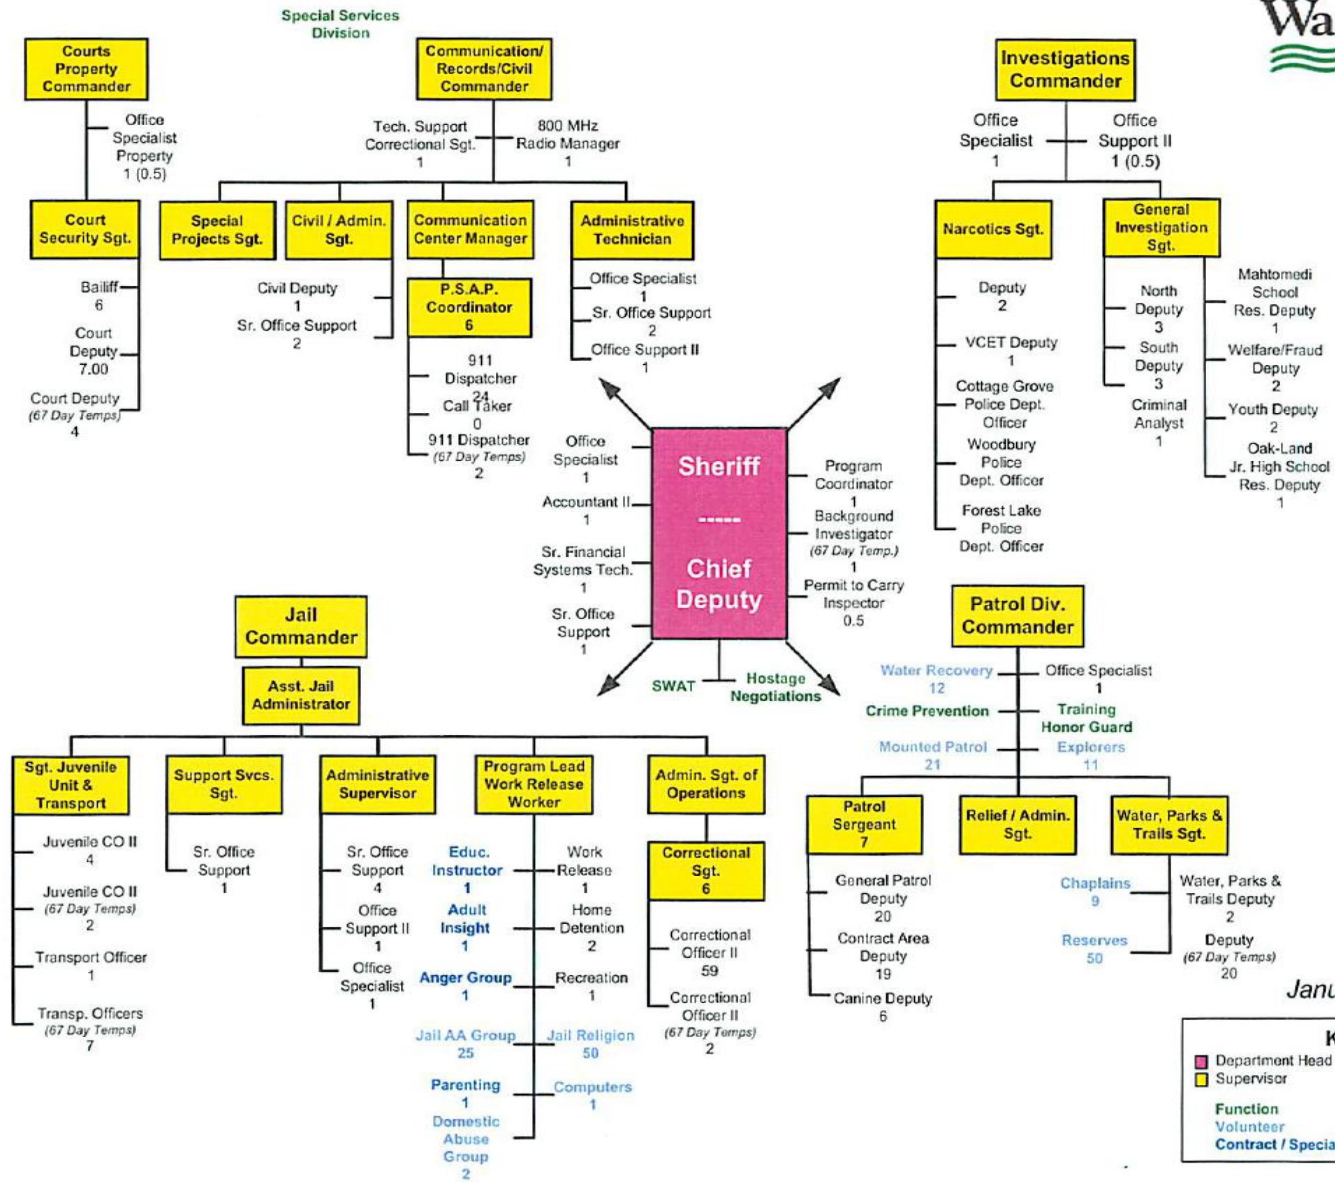 Special Services
Division
Wa
Courts
Property
Commander
Office
Specialist
Property
1 (0.5)
Court
Security Sgt.
Bailiff
6
Court
Deputy
7.00
Court Deputy
(67 Day Temps)
4
Communication/
Records/Civil
Commander
Tech. Support
Correctional Sgt.
1
800 MHz
Radio Manager
1
Special
Projects Sgt.
Civil / Admin.
Sgt.
Civil Deputy
1
Sr. Office Support
2
Communication
Center Manager
P.S.A.P.
Coordinator
6
911
Dispatcher
24
Call Taker
0
911 Dispatcher
(67 Day Temps)
2
Administrative
Technician
Office Specialist
1
Sr. Office Support
2
Office Support II
1
Investigations
Commander
Office
Specialist
1
Office
Support II
1 (0.5)
Narcotics Sgt.
Deputy
2
VCET Deputy
1
Cottage Grove
Police Dept.
Officer
Woodbury
Police
Dept. Officer
Forest Lake
Police
Dept. Officer
General
Investigation
Sgt.
North
Deputy
3
South
Deputy
3
Criminal
Analyst
1
Mahtomedi
School
Res. Deputy
1
Welfare/Fraud
Deputy
2
Youth Deputy
2
Oak-Land
Jr. High School
Res. Deputy
1
Sheriff
-----
Chief
Deputy
Office
Specialist
1
Accountant II
1
Sr. Financial
Systems Tech.
1
Sr. Office
Support
1
Program
Coordinator
1
Background
Investigator
(67 Day Temp.)
1
Permit to Carry
Inspector
0.5
SWAT
Hostage
Negotiations
Jail
Commander
Asst. Jail
Administrator
Sgt. Juvenile
Unit &
Transport
Juvenile CO II
4
Juvenile CO II
(67 Day Temps)
2
Transport Officer
1
Transp. Officers
(67 Day Temps)
7
Support Svcs.
Sgt.
Sr. Office
Support
1
Administrative
Supervisor
Sr. Office
Support
4
Office
Support II
1
Office
Specialist
1
Program Lead
Work Release
Worker
Educ.
Instructor
1
Work
Release
1
Adult
Insight
1
Home
Detention
2
Anger Group
1
Recreation
1
Jail AA Group
25
Jail Religion
50
Parenting
1
Computers
1
Domestic
Abuse
Group
2
Admin. Sgt. of
Operations
Correctional
Sgt.
6
Correctional
Officer II
59
Correctional
Officer II
(67 Day Temps)
2
Patrol Div.
Commander
Water Recovery
12
Office Specialist
1
Crime Prevention
Training
Honor Guard
Mounted Patrol
21
Explorers
11
Patrol
Sergeant
7
General Patrol
Deputy
20
Contract Area
Deputy
19
Canine Deputy
6
Relief / Admin.
Sgt.
Water, Parks &
Trails Sgt.
Chaplains
9
Water, Parks &
Trails Deputy
2
Reserves
50
Deputy
(67 Day Temps)
20
Janu
K
Department Head
Supervisor
Function
Volunteer
Contract / Specia